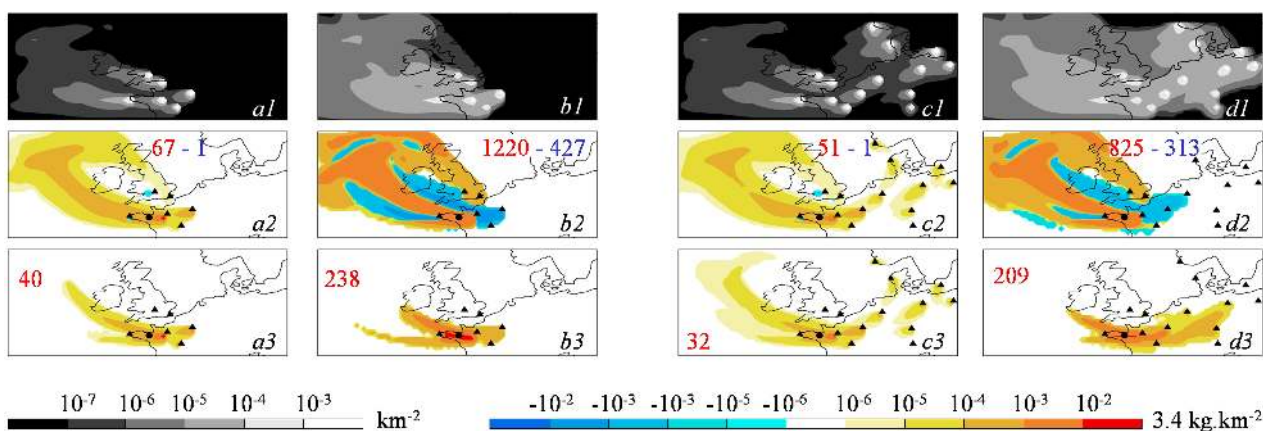 a1 b1 c1 d1
67 - 1 1220 - 427 51 - 1 825 - 313
a2 b2 c2 d2
40 238 32 209
a3 b3 c3 d3
10-7 10-6 10-5 10-4 10-3 km-2
-10-2 -10-3 -10-3 -10-5 -10-6 10-6 10-5 10-4 10-3 10-2 3.4 kg.km-2